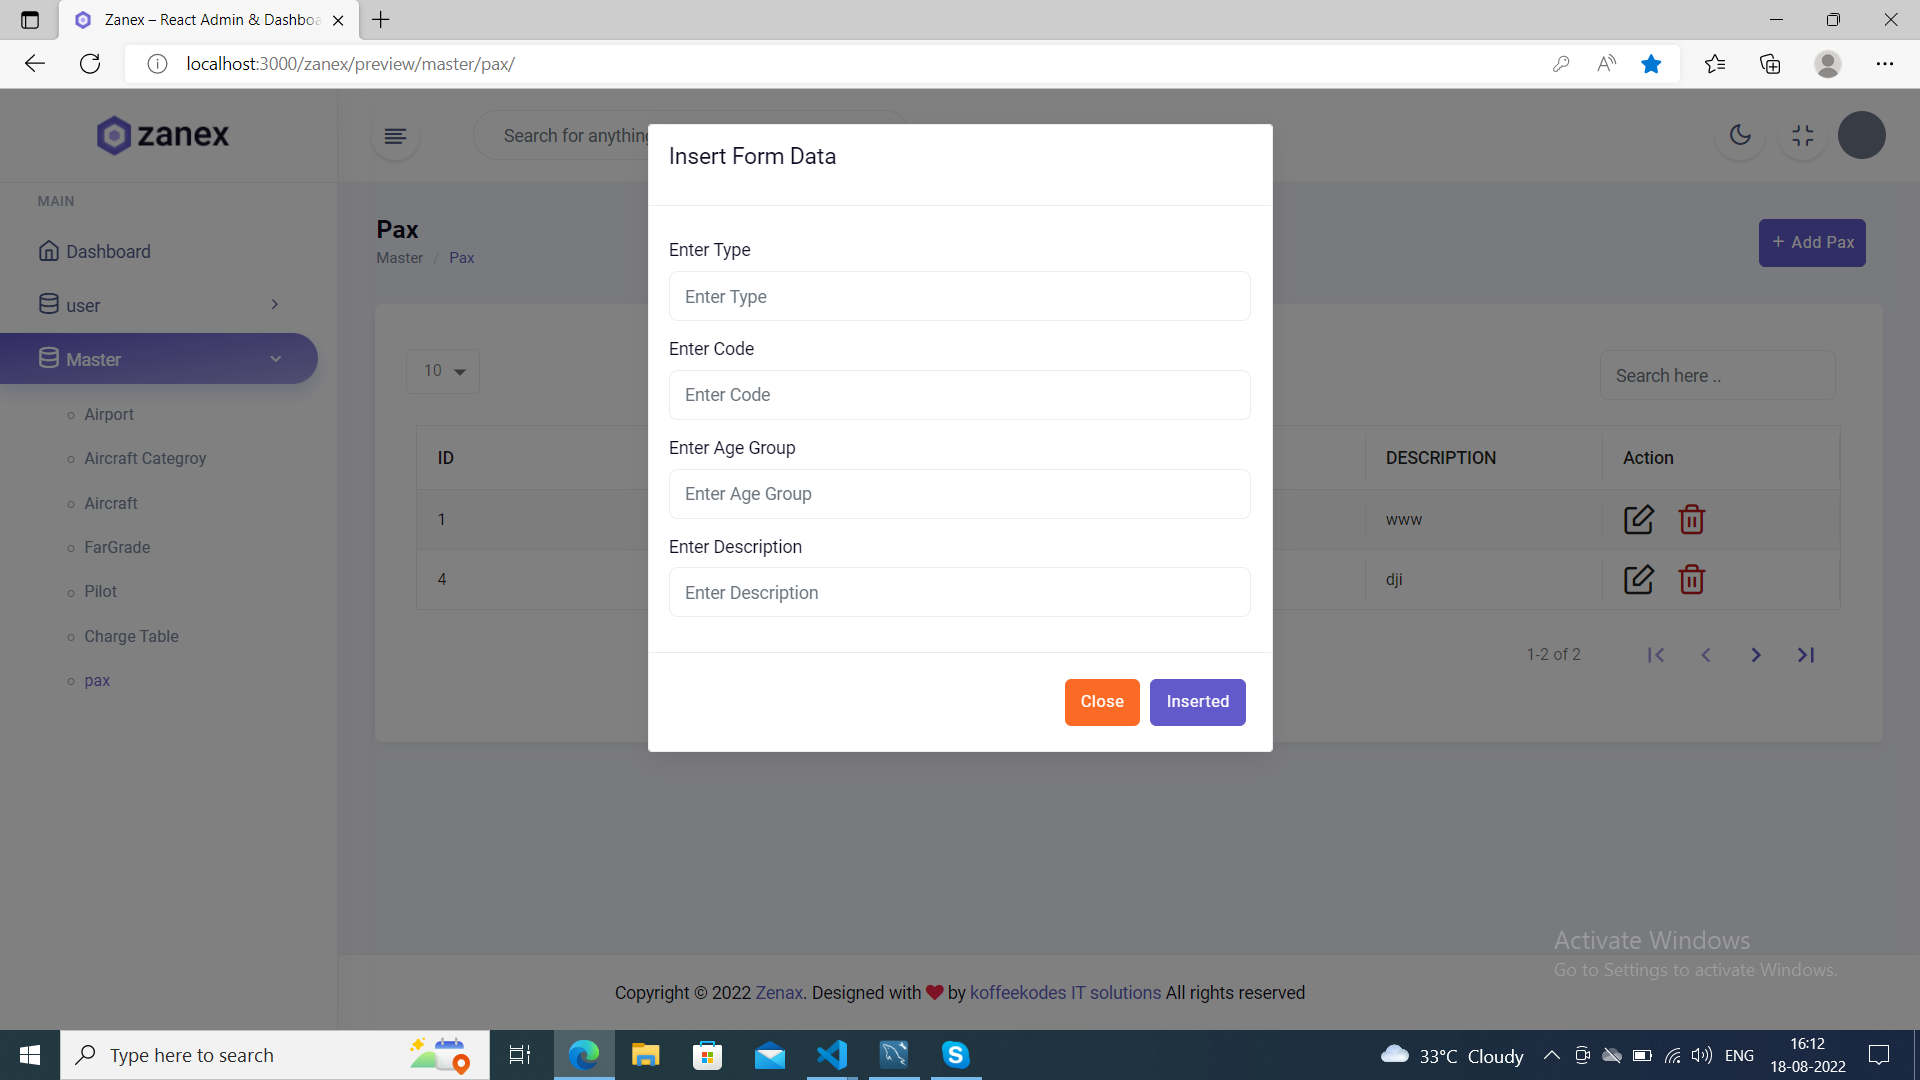 Zanex – React Admin & Dashboa
localhost:3000/zanex/preview/master/pax/
zanex
Search for anything
MAIN
Dashboard
user
Master
Airport
Aircraft Categroy
Aircraft
FarGrade
Pilot
Charge Table
pax
Pax
Master / Pax
+ Add Pax
10
Search here ..
ID DESCRIPTION Action
1 www
4 dji
1-2 of 2
Insert Form Data
Enter Type
Enter Type
Enter Code
Enter Code
Enter Age Group
Enter Age Group
Enter Description
Enter Description
Close Inserted
Activate Windows
Go to Settings to activate Windows.
Copyright © 2022 Zenax. Designed with ❤ by koffeekodes IT solutions All rights reserved
Type here to search
33°C Cloudy
ENG
16:12
18-08-2022